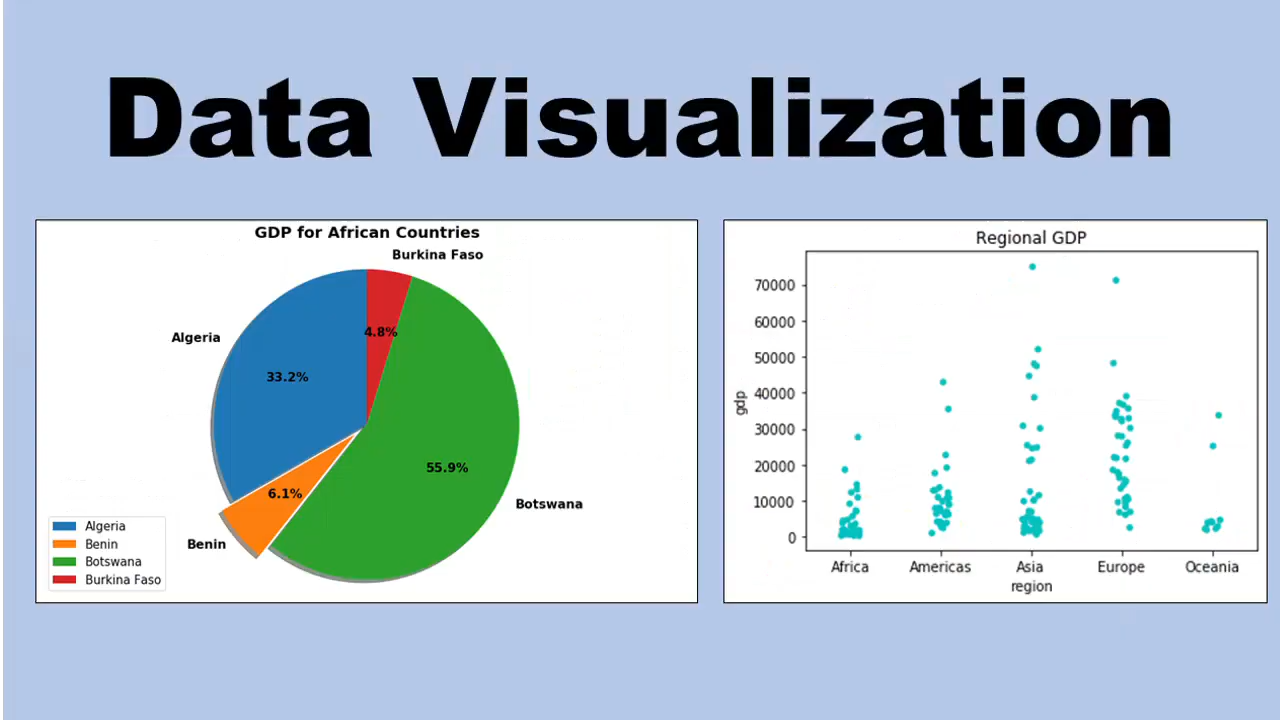 Data Visualization
GDP for African Countries
Burkina Faso
Algeria
4.8%
33.2%
55.9%
6.1%
Botswana
Benin
Algeria
Benin
Botswana
Burkina Faso
Regional GDP
70000
60000
50000
40000
30000
20000
10000
0
gdp
Africa Americas Asia Europe Oceania
region